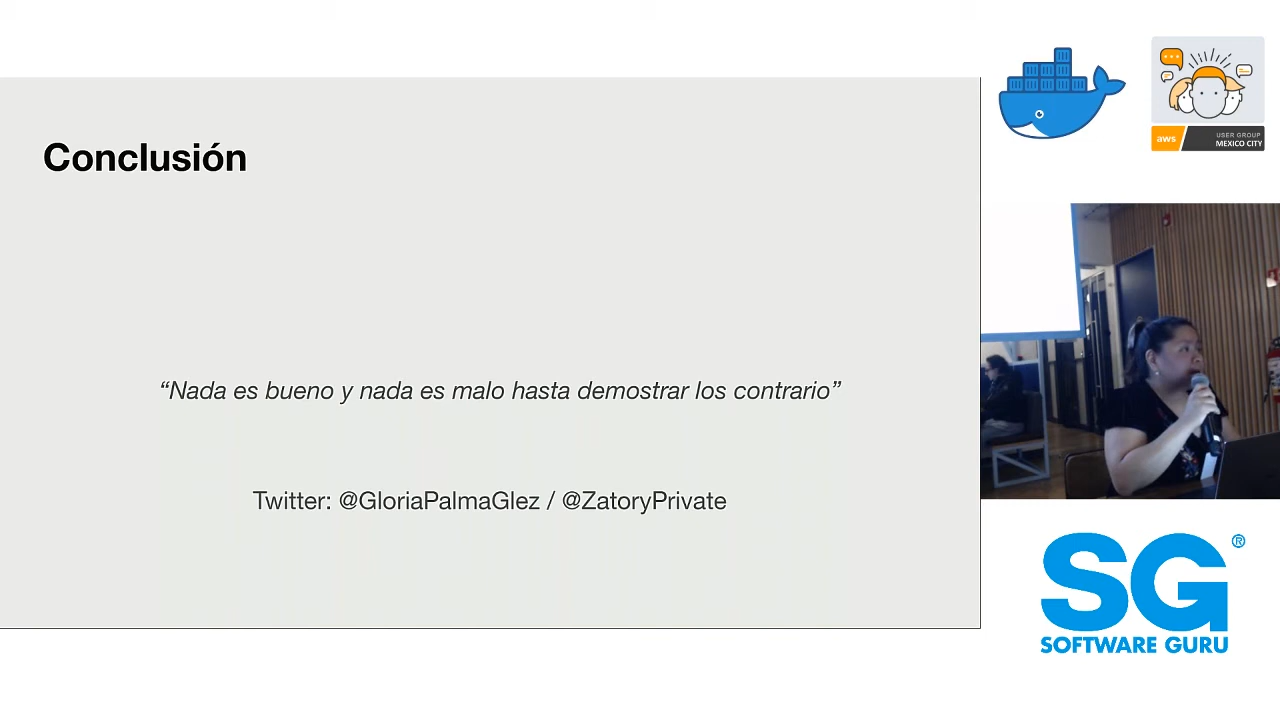 Conclusión
“Nada es bueno y nada es malo hasta demostrar los contrario”
Twitter: @GloriaPalmaGlez / @ZatoryPrivate
aws
USER GROUP
MEXICO CITY
SG®
SOFTWARE GURU